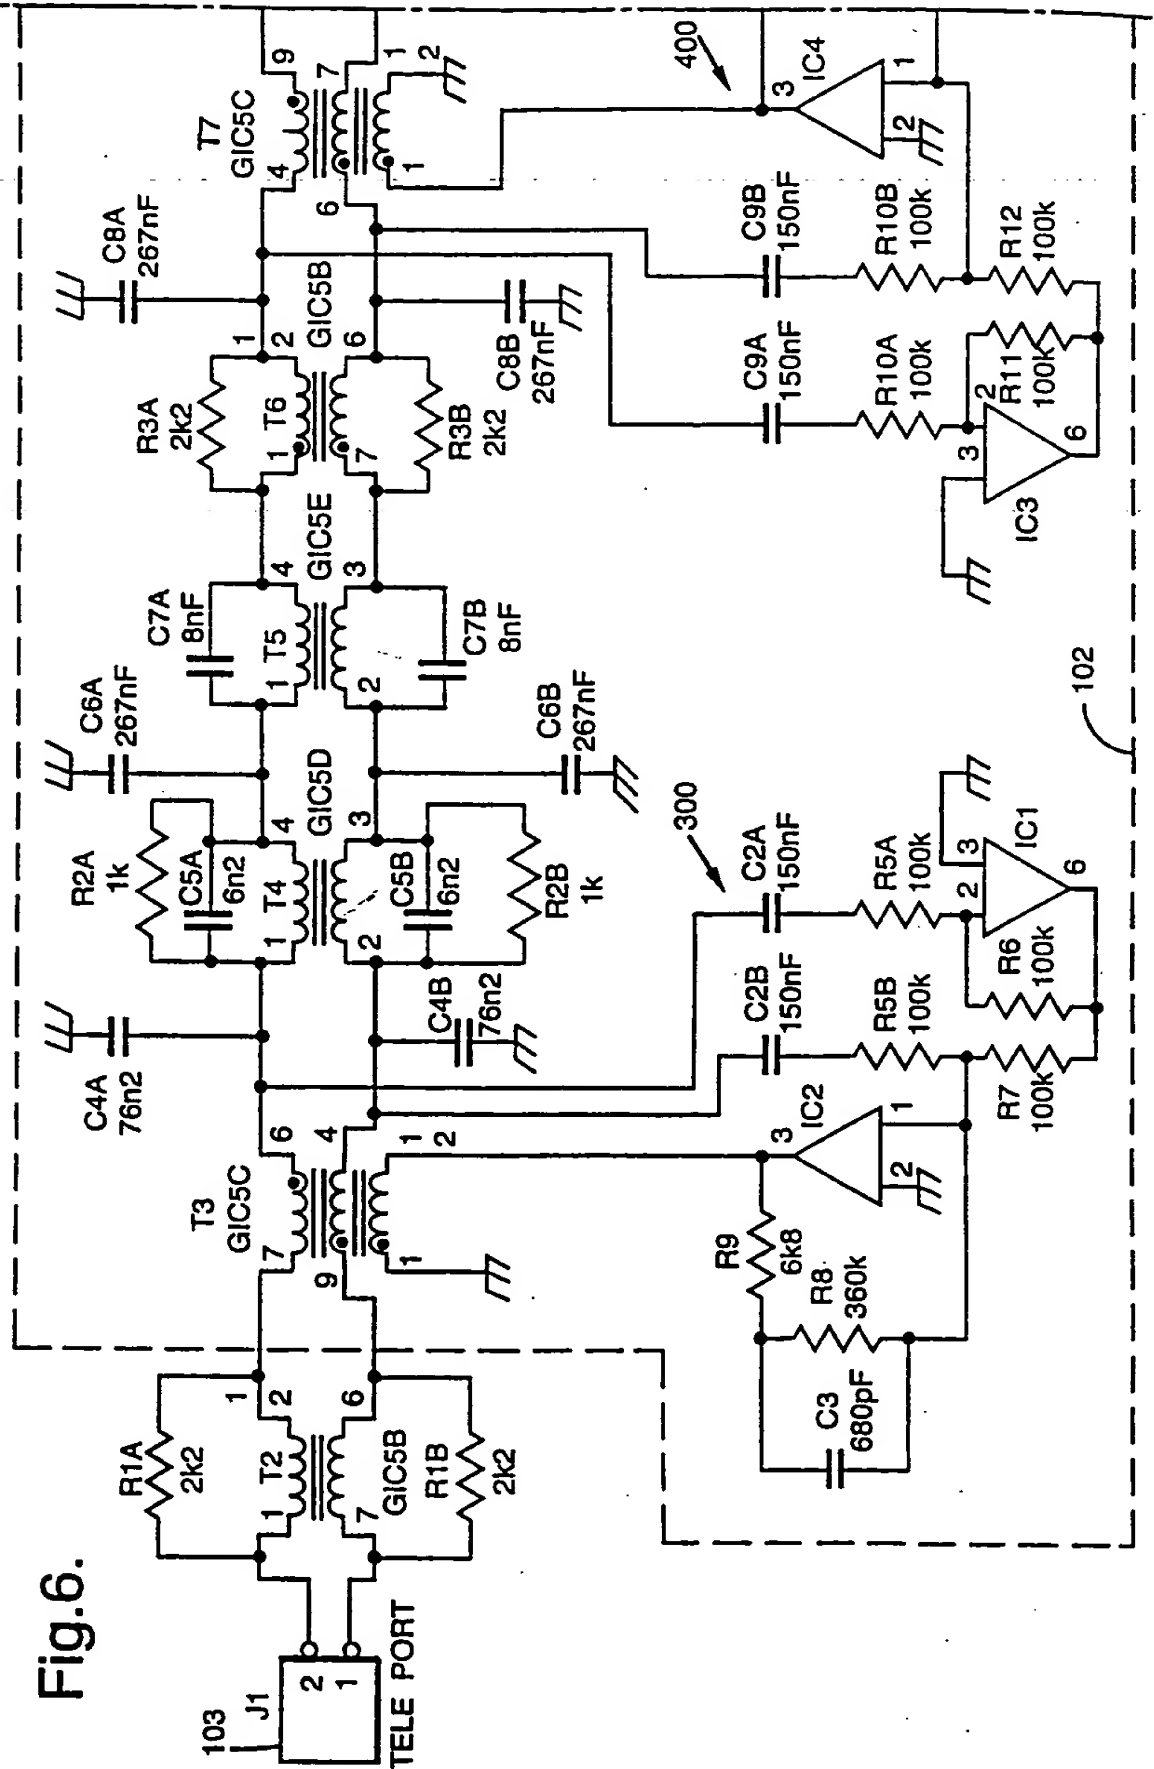 Fig.6.
103
J1
2
1
TELE PORT
R1A
2k2
1
2
T2
1
7
6
GIC5B
R1B
2k2
T3
GIC5C
7
6
9
4
1
1
2
C4A
76n2
C4B
76n2
R2A
1k
C5A
6n2
T4
1
4
GIC5D
2
3
C5B
6n2
R2B
1k
C6A
267nF
C6B
267nF
C7A
8nF
T5
1
4
GIC5E
2
3
C7B
8nF
R3A
2k2
1
2
T6
1
7
6
GIC5B
R3B
2k2
C8A
267nF
C8B
267nF
T7
GIC5C
4
9
6
7
1
1
2
300
C2B
150nF
C2A
150nF
R5B
100k
R5A
100k
R9
6k8
R8
360k
C3
680pF
3
IC2
2
1
R7
100k
R6
100k
2
3
IC1
6
102
400
C9A
150nF
C9B
150nF
R10A
100k
R10B
100k
3
2
IC3
6
R11
100k
R12
100k
3
IC4
2
1